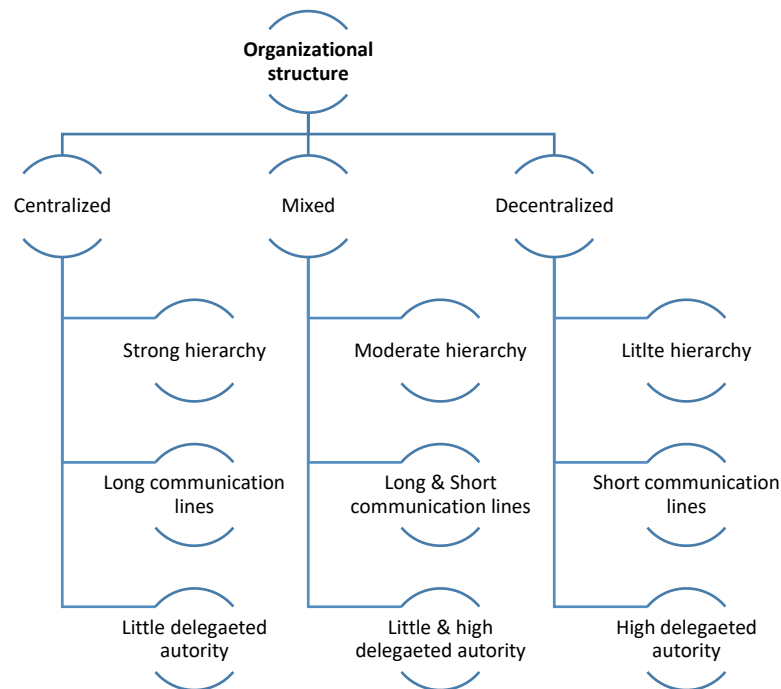 Organizational
structure
Centralized
Mixed
Decentralized
Strong hierarchy
Moderate hierarchy
Litlte hierarchy
Long communication
lines
Long & Short
communication lines
Short communication
lines
Little delegaeted
autority
Little & high
delegaeted autority
High delegaeted
autority